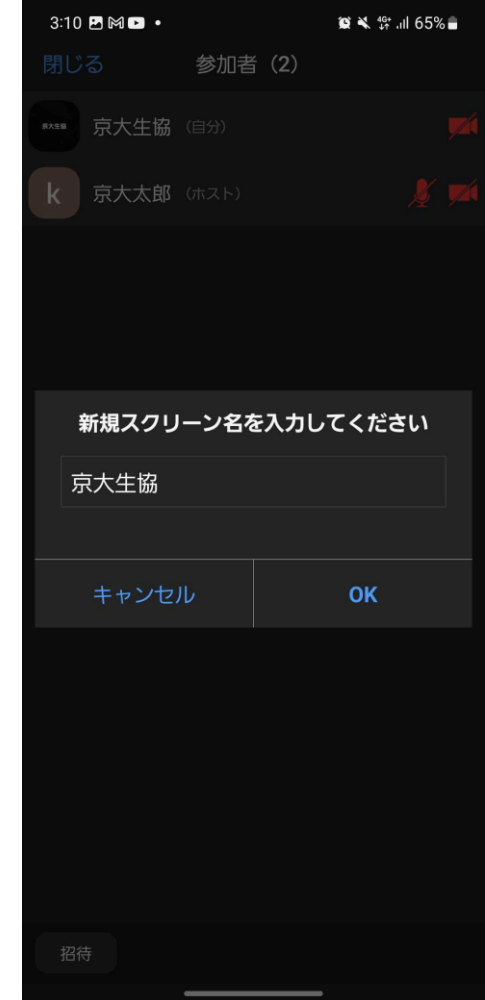 3:10 4G+ 65%
閉じる 参加者（2）
京大生協 京大生協（自分）
k 京大太郎（ホスト）
新規スクリーン名を入力してください
京大生協
キャンセル OK
招待